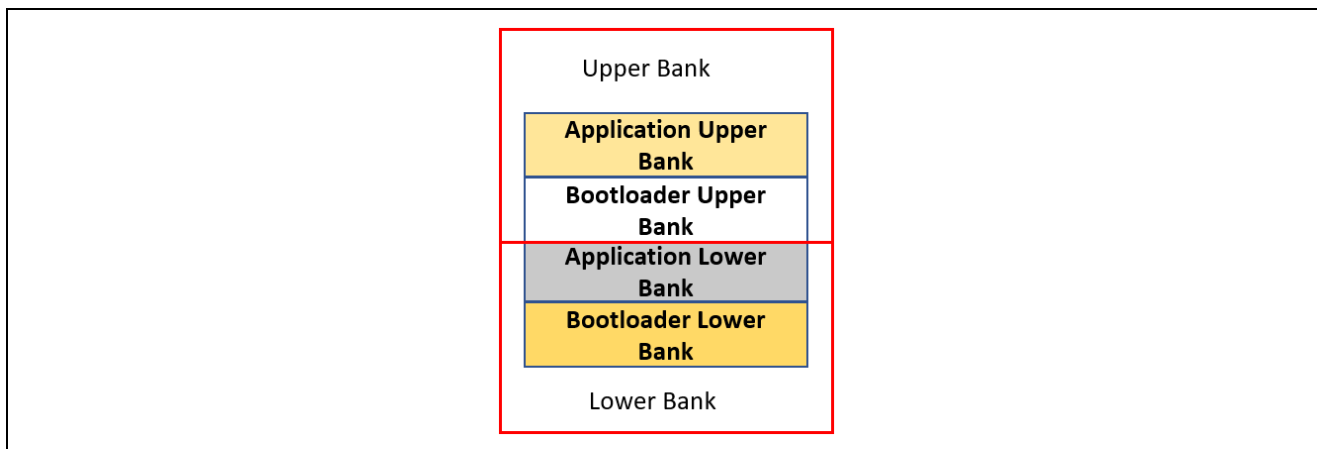 Upper Bank
Application Upper
Bank
Bootloader Upper
Bank
Application Lower
Bank
Bootloader Lower
Bank
Lower Bank